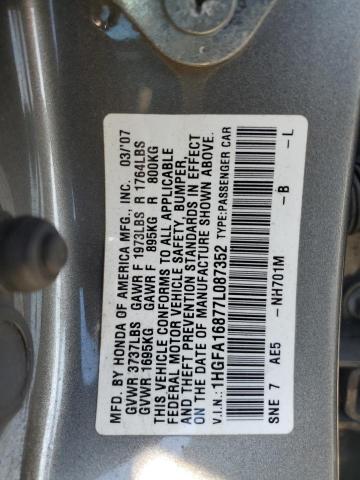 MFD. BY HONDA OF AMERICA MFG., INC. 03/'07
GVWR 3737LBS GAWR F 1973LBS R 1764LBS
GVWR 1695KG GAWR F 895KG R 800KG
THIS VEHICLE CONFORMS TO ALL APPLICABLE
FEDERAL MOTOR VEHICLE SAFETY, BUMPER,
AND THEFT PREVENTION STANDARDS IN EFFECT
ON THE DATE OF MANUFACTURE SHOWN ABOVE.
V.I.N.: 1HGFA16877L087352 TYPE:PASSENGER CAR
SNE 7 AE5 -NH701M -B -L